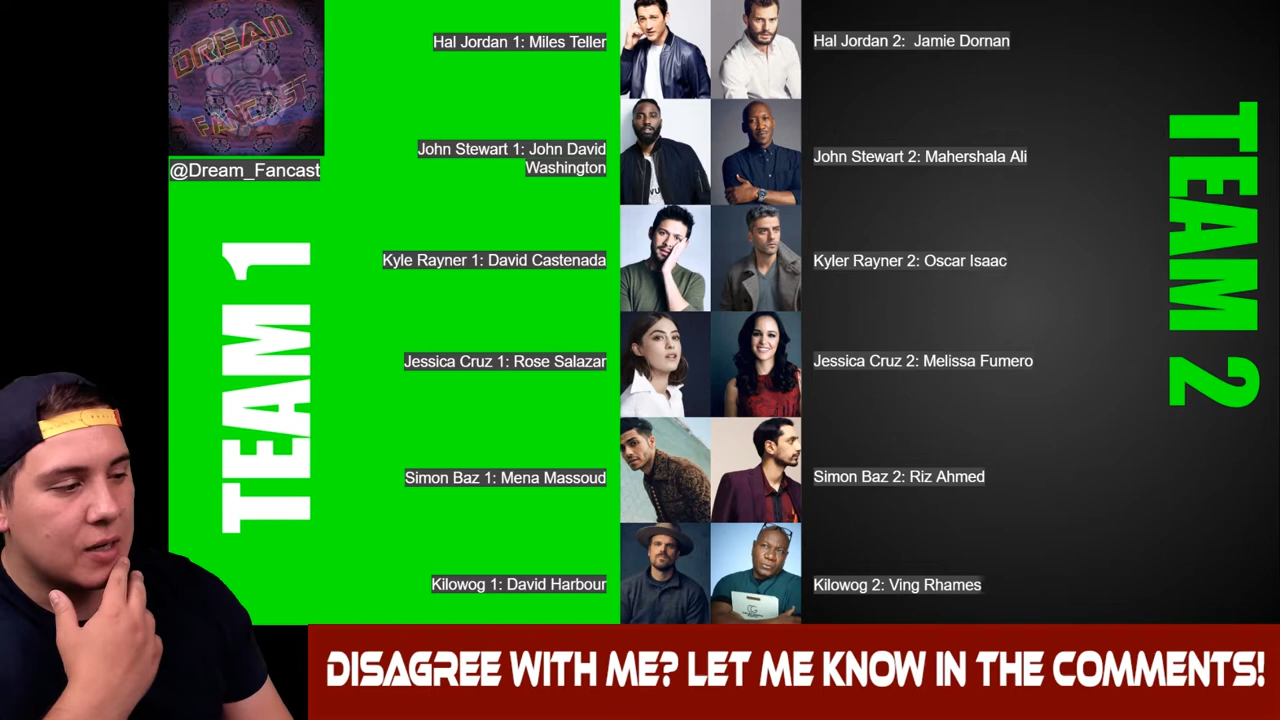 DREAM
FANCAST
@Dream_Fancast
TEAM 1
Hal Jordan 1: Miles Teller
John Stewart 1: John David
Washington
Kyle Rayner 1: David Castenada
Jessica Cruz 1: Rose Salazar
Simon Baz 1: Mena Massoud
Kilowog 1: David Harbour
Hal Jordan 2: Jamie Dornan
John Stewart 2: Mahershala Ali
Kyler Rayner 2: Oscar Isaac
Jessica Cruz 2: Melissa Fumero
Simon Baz 2: Riz Ahmed
Kilowog 2: Ving Rhames
TEAM 2
DISAGREE WITH ME? LET ME KNOW IN THE COMMENTS!